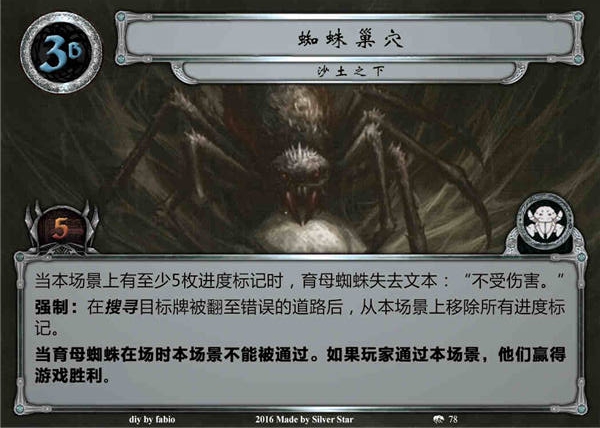 3B
蜘蛛巢穴
沙土之下
5
当本场景上有至少5枚进度标记时，育母蜘蛛失去文本：“不受伤害。”
强制：在搜寻目标牌被翻至错误的道路后，从本场景上移除所有进度标
记。
当育母蜘蛛在场时本场景不能被通过。如果玩家通过本场景，他们赢得
游戏胜利。
diy by fabio 2016 Made by Silver Star 78